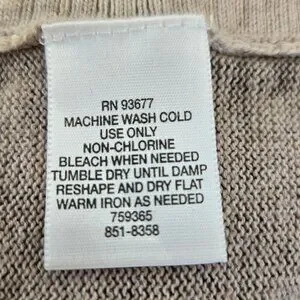 RN 93677
MACHINE WASH COLD
USE ONLY
NON-CHLORINE
BLEACH WHEN NEEDED
TUMBLE DRY UNTIL DAMP
RESHAPE AND DRY FLAT
WARM IRON AS NEEDED
759365
851-8358